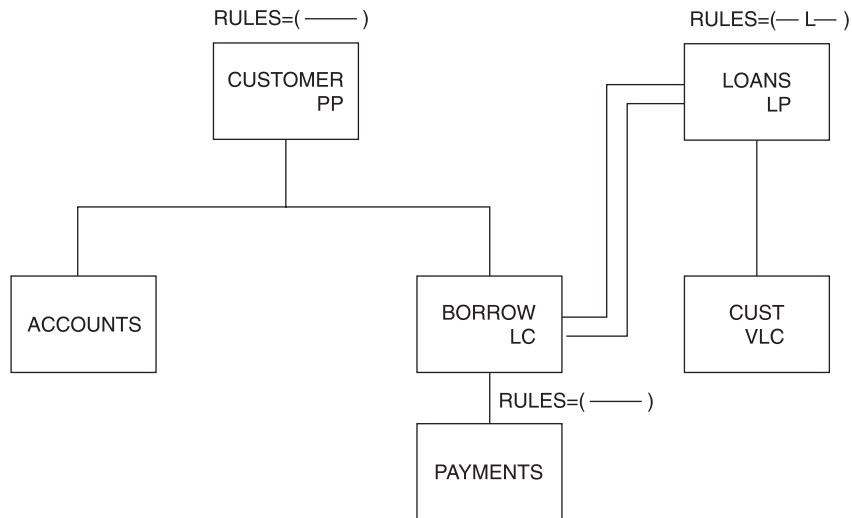 RULES=( —— )
CUSTOMER
PP
RULES=(— L— )
LOANS
LP
ACCOUNTS
BORROW
LC
CUST
VLC
RULES=( —— )
PAYMENTS